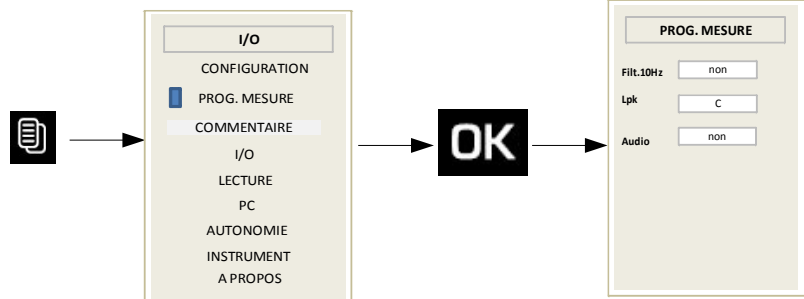 I/O
CONFIGURATION
PROG. MESURE
COMMENTAIRE
I/O
LECTURE
PC
AUTONOMIE
INSTRUMENT
A PROPOS
OK
PROG. MESURE
Filt.10Hz non
Lpk C
Audio non